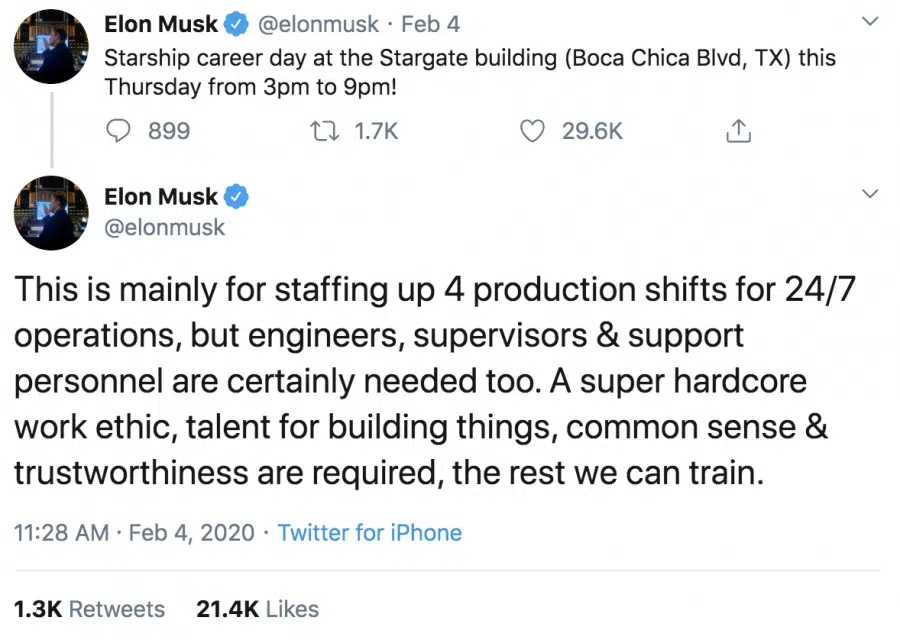 Elon Musk @elonmusk · Feb 4
Starship career day at the Stargate building (Boca Chica Blvd, TX) this
Thursday from 3pm to 9pm!
899 1.7K 29.6K
Elon Musk
@elonmusk
This is mainly for staffing up 4 production shifts for 24/7
operations, but engineers, supervisors & support
personnel are certainly needed too. A super hardcore
work ethic, talent for building things, common sense &
trustworthiness are required, the rest we can train.
11:28 AM · Feb 4, 2020 · Twitter for iPhone
1.3K Retweets 21.4K Likes